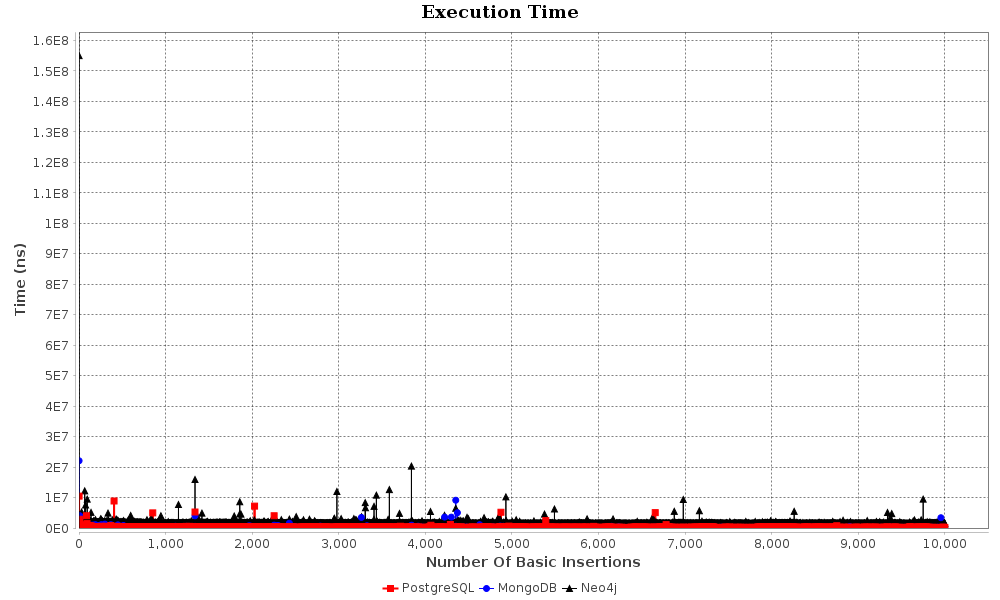 Execution Time
1.6E8
1.5E8
1.4E8
1.3E8
1.2E8
1.1E8
1E8
9E7
8E7
7E7
6E7
5E7
4E7
3E7
2E7
1E7
0E0
Time (ns)
0 1,000 2,000 3,000 4,000 5,000 6,000 7,000 8,000 9,000 10,000
Number Of Basic Insertions
PostgreSQL MongoDB Neo4j